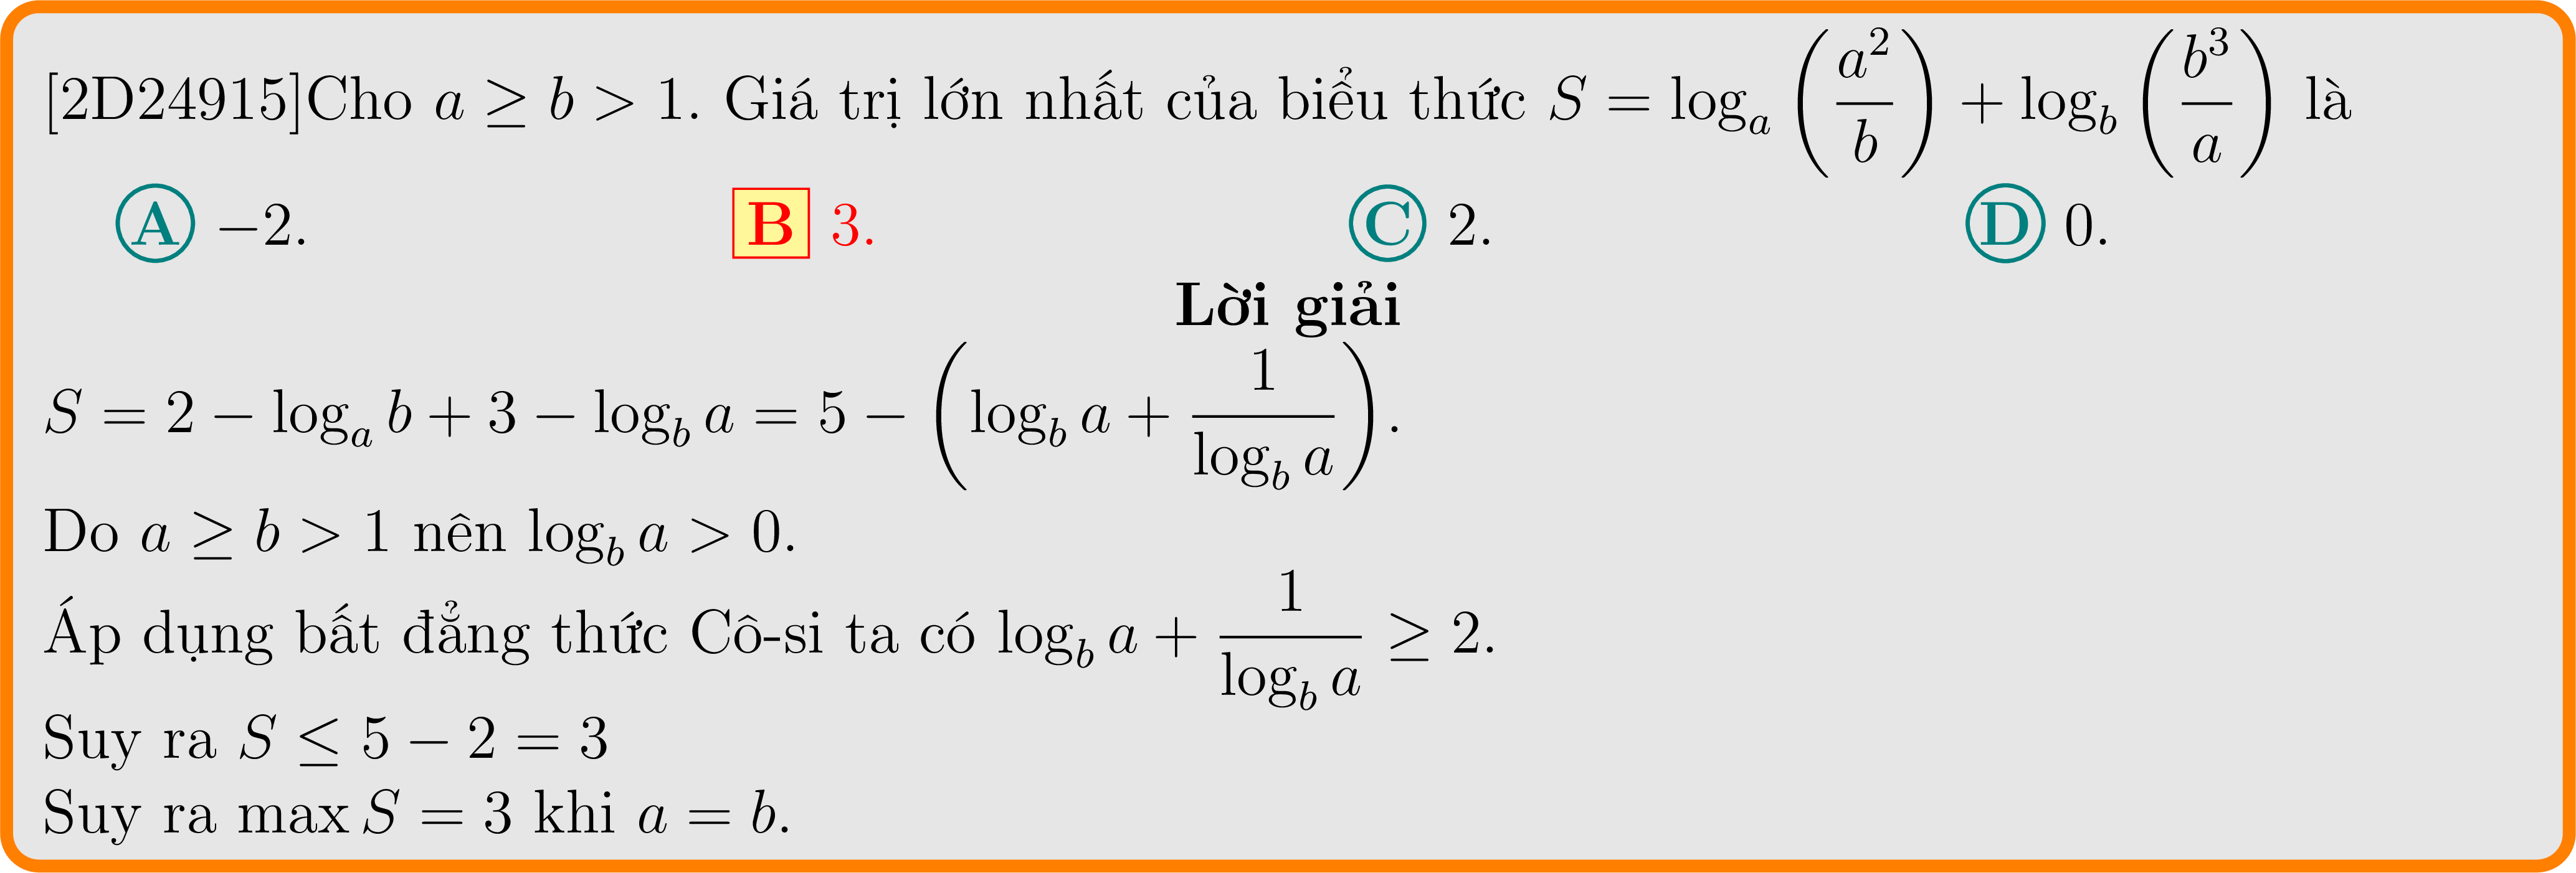 [2D24915]Cho $a \geq b > 1$. Giá trị lớn nhất của biểu thức $S = \log_a \left(\frac{a^2}{b}\right) + \log_b \left(\frac{b^3}{a}\right)$ là
A −2. B 3. C 2. D 0.
Lời giải
$S = 2 - \log_a b + 3 - \log_b a = 5 - \left(\log_b a + \frac{1}{\log_b a}\right).$
Do $a \geq b > 1$ nên $\log_b a > 0$.
Áp dụng bất đẳng thức Cô-si ta có $\log_b a + \frac{1}{\log_b a} \geq 2$.
Suy ra $S \leq 5 - 2 = 3$
Suy ra $\max S = 3$ khi $a = b$.